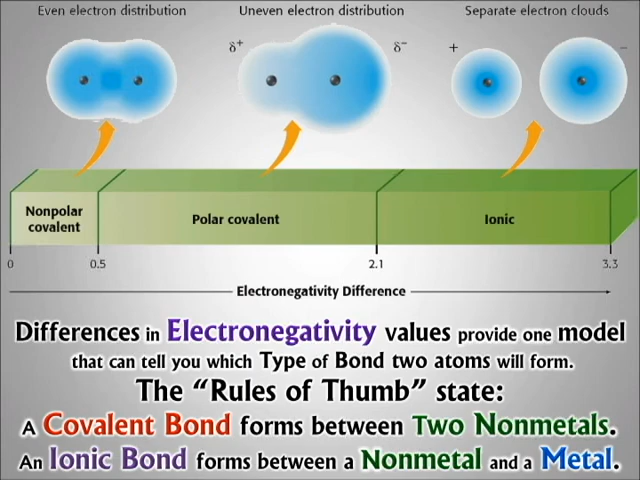 Even electron distribution
Uneven electron distribution
Separate electron clouds
δ+
δ−
+
−
Nonpolar
covalent
Polar covalent
Ionic
0
0.5
2.1
3.3
Electronegativity Difference
Differences in Electronegativity values provide one model
that can tell you which Type of Bond two atoms will form.
The “Rules of Thumb” state:
A Covalent Bond forms between Two Nonmetals.
An Ionic Bond forms between a Nonmetal and a Metal.